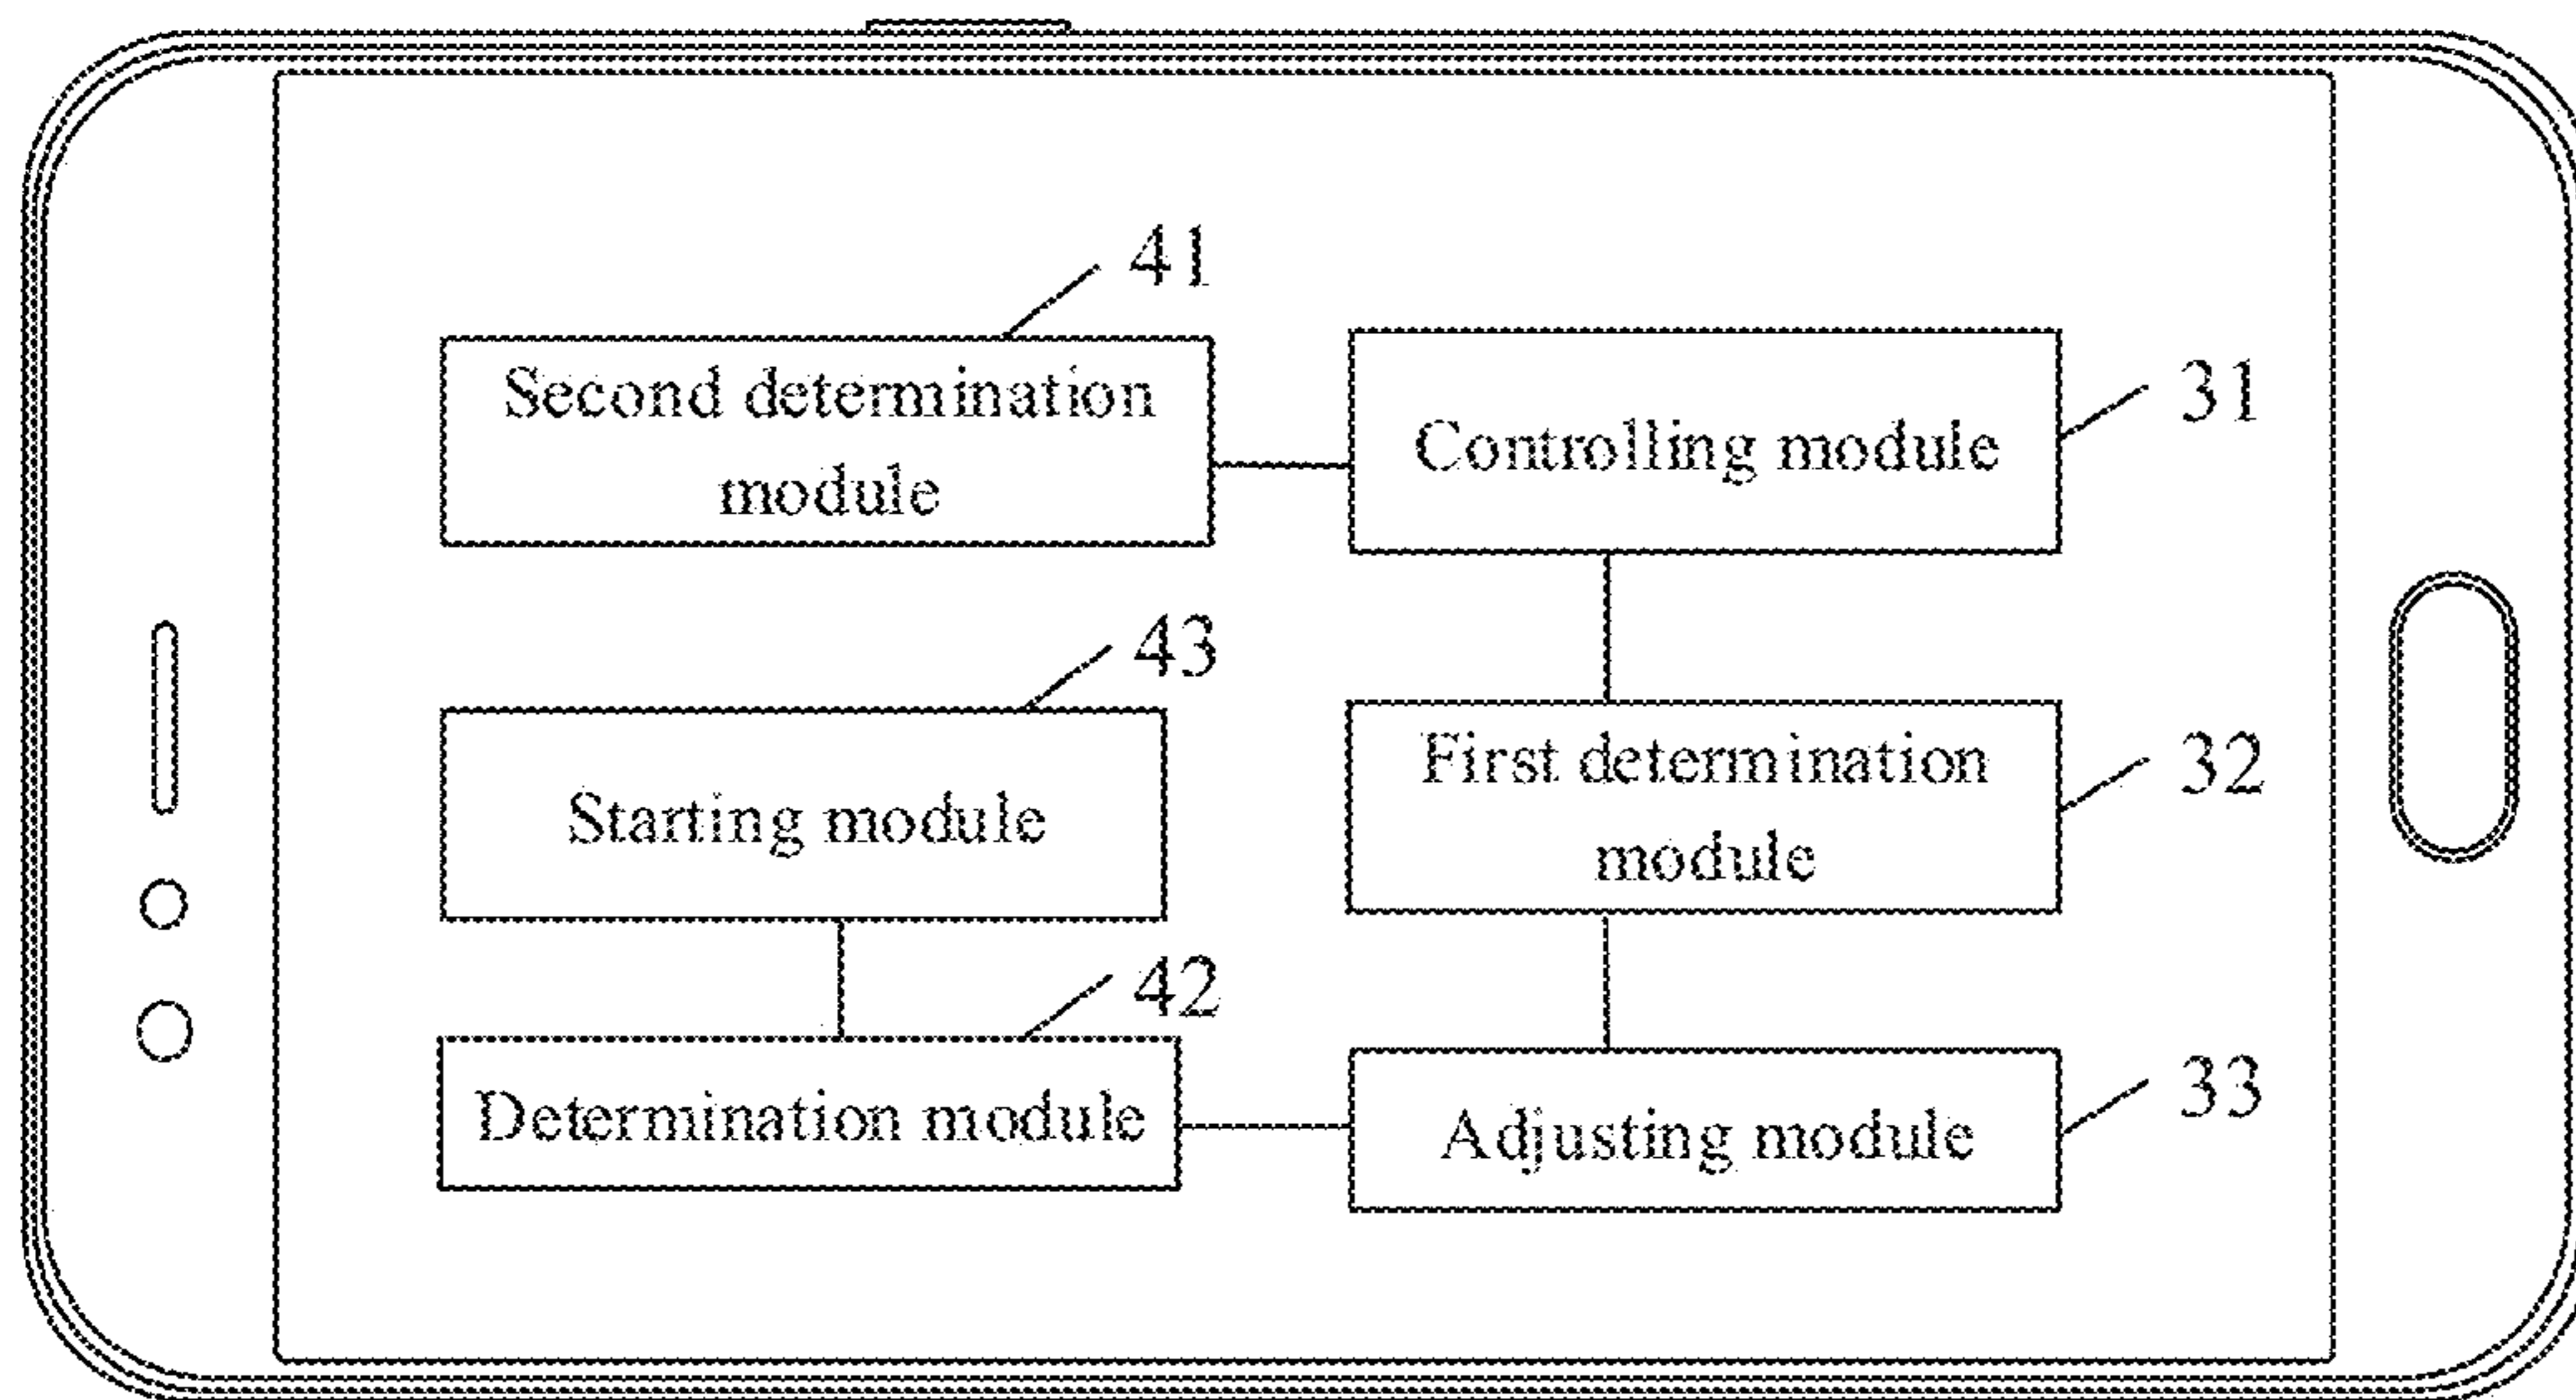 41
Second determination
module
Controlling module
31
43
Starting module
First determination
module
32
42
Determination module
Adjusting module
33